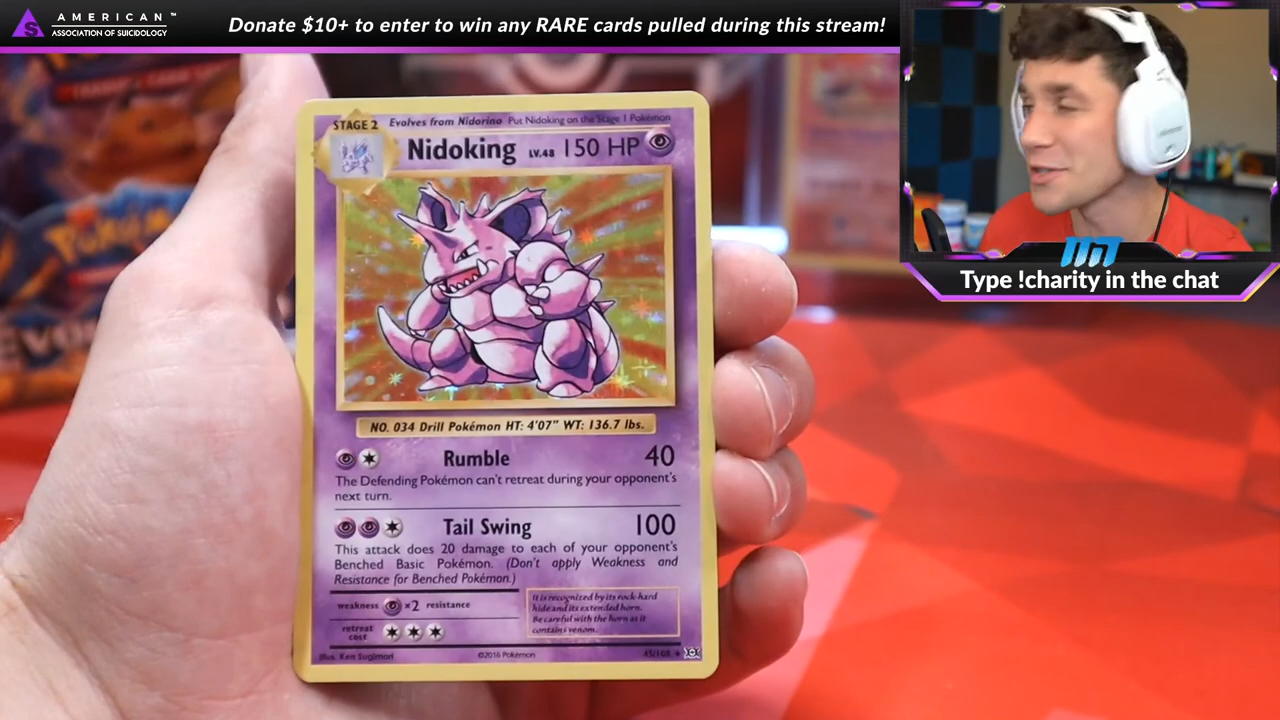 AMERICAN™
ASSOCIATION OF SUICIDOLOGY
Donate $10+ to enter to win any RARE cards pulled during this stream!
Type !charity in the chat
STAGE 2 Evolves from Nidorino Put Nidoking on the Stage 1 Pokémon
Nidoking LV.48 150 HP
NO. 034 Drill Pokémon HT: 4'07" WT: 136.7 lbs.
Rumble 40
The Defending Pokémon can't retreat during your opponent's
next turn.
Tail Swing 100
This attack does 20 damage to each of your opponent's
Benched Basic Pokémon. (Don't apply Weakness and
Resistance for Benched Pokémon.)
weakness ×2 resistance
retreat
cost
It is recognized by its rock-hard
hide and its extended horn.
Be careful with the horn as it
contains venom.
Illus. Ken Sugimori ©2016 Pokémon 45/108 ★